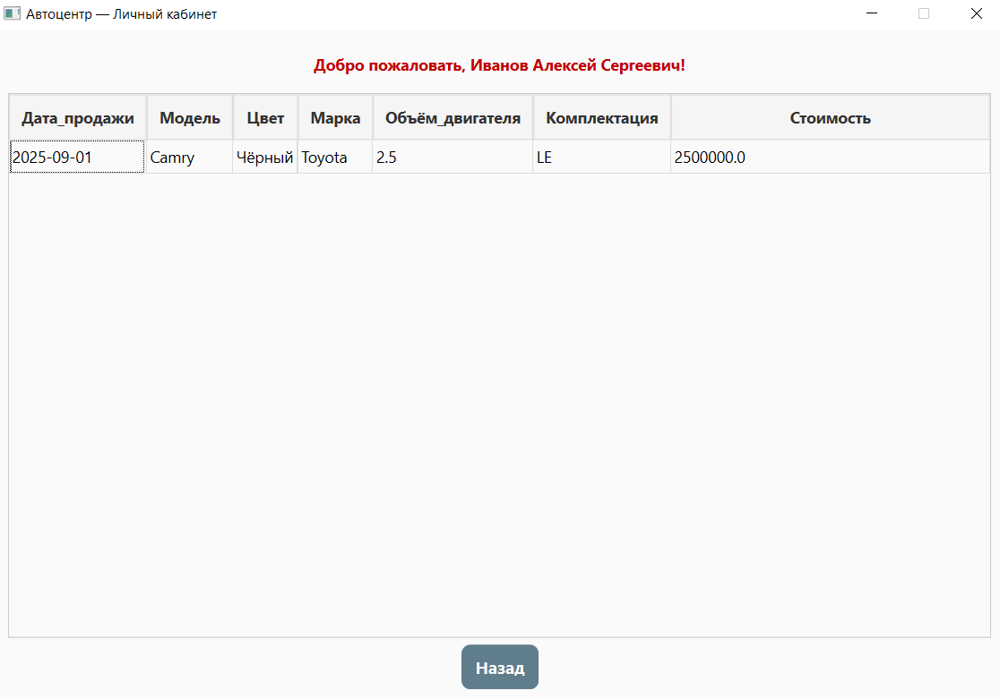 Автоцентр — Личный кабинет
Добро пожаловать, Иванов Алексей Сергеевич!
Дата_продажи Модель Цвет Марка Объём_двигателя Комплектация Стоимость
2025-09-01 Camry Чёрный Toyota 2.5 LE 2500000.0
Назад